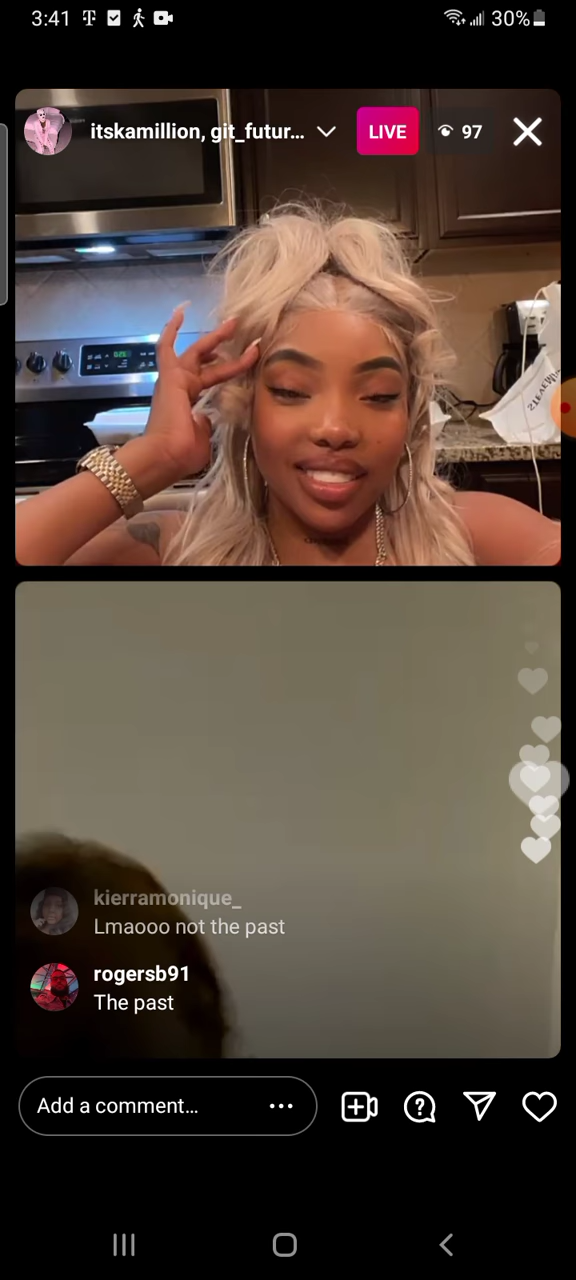 3:41
30%
itskamillion, git_futur...
LIVE
97
kierramonique_
Lmaooo not the past
rogersb91
The past
Add a comment...